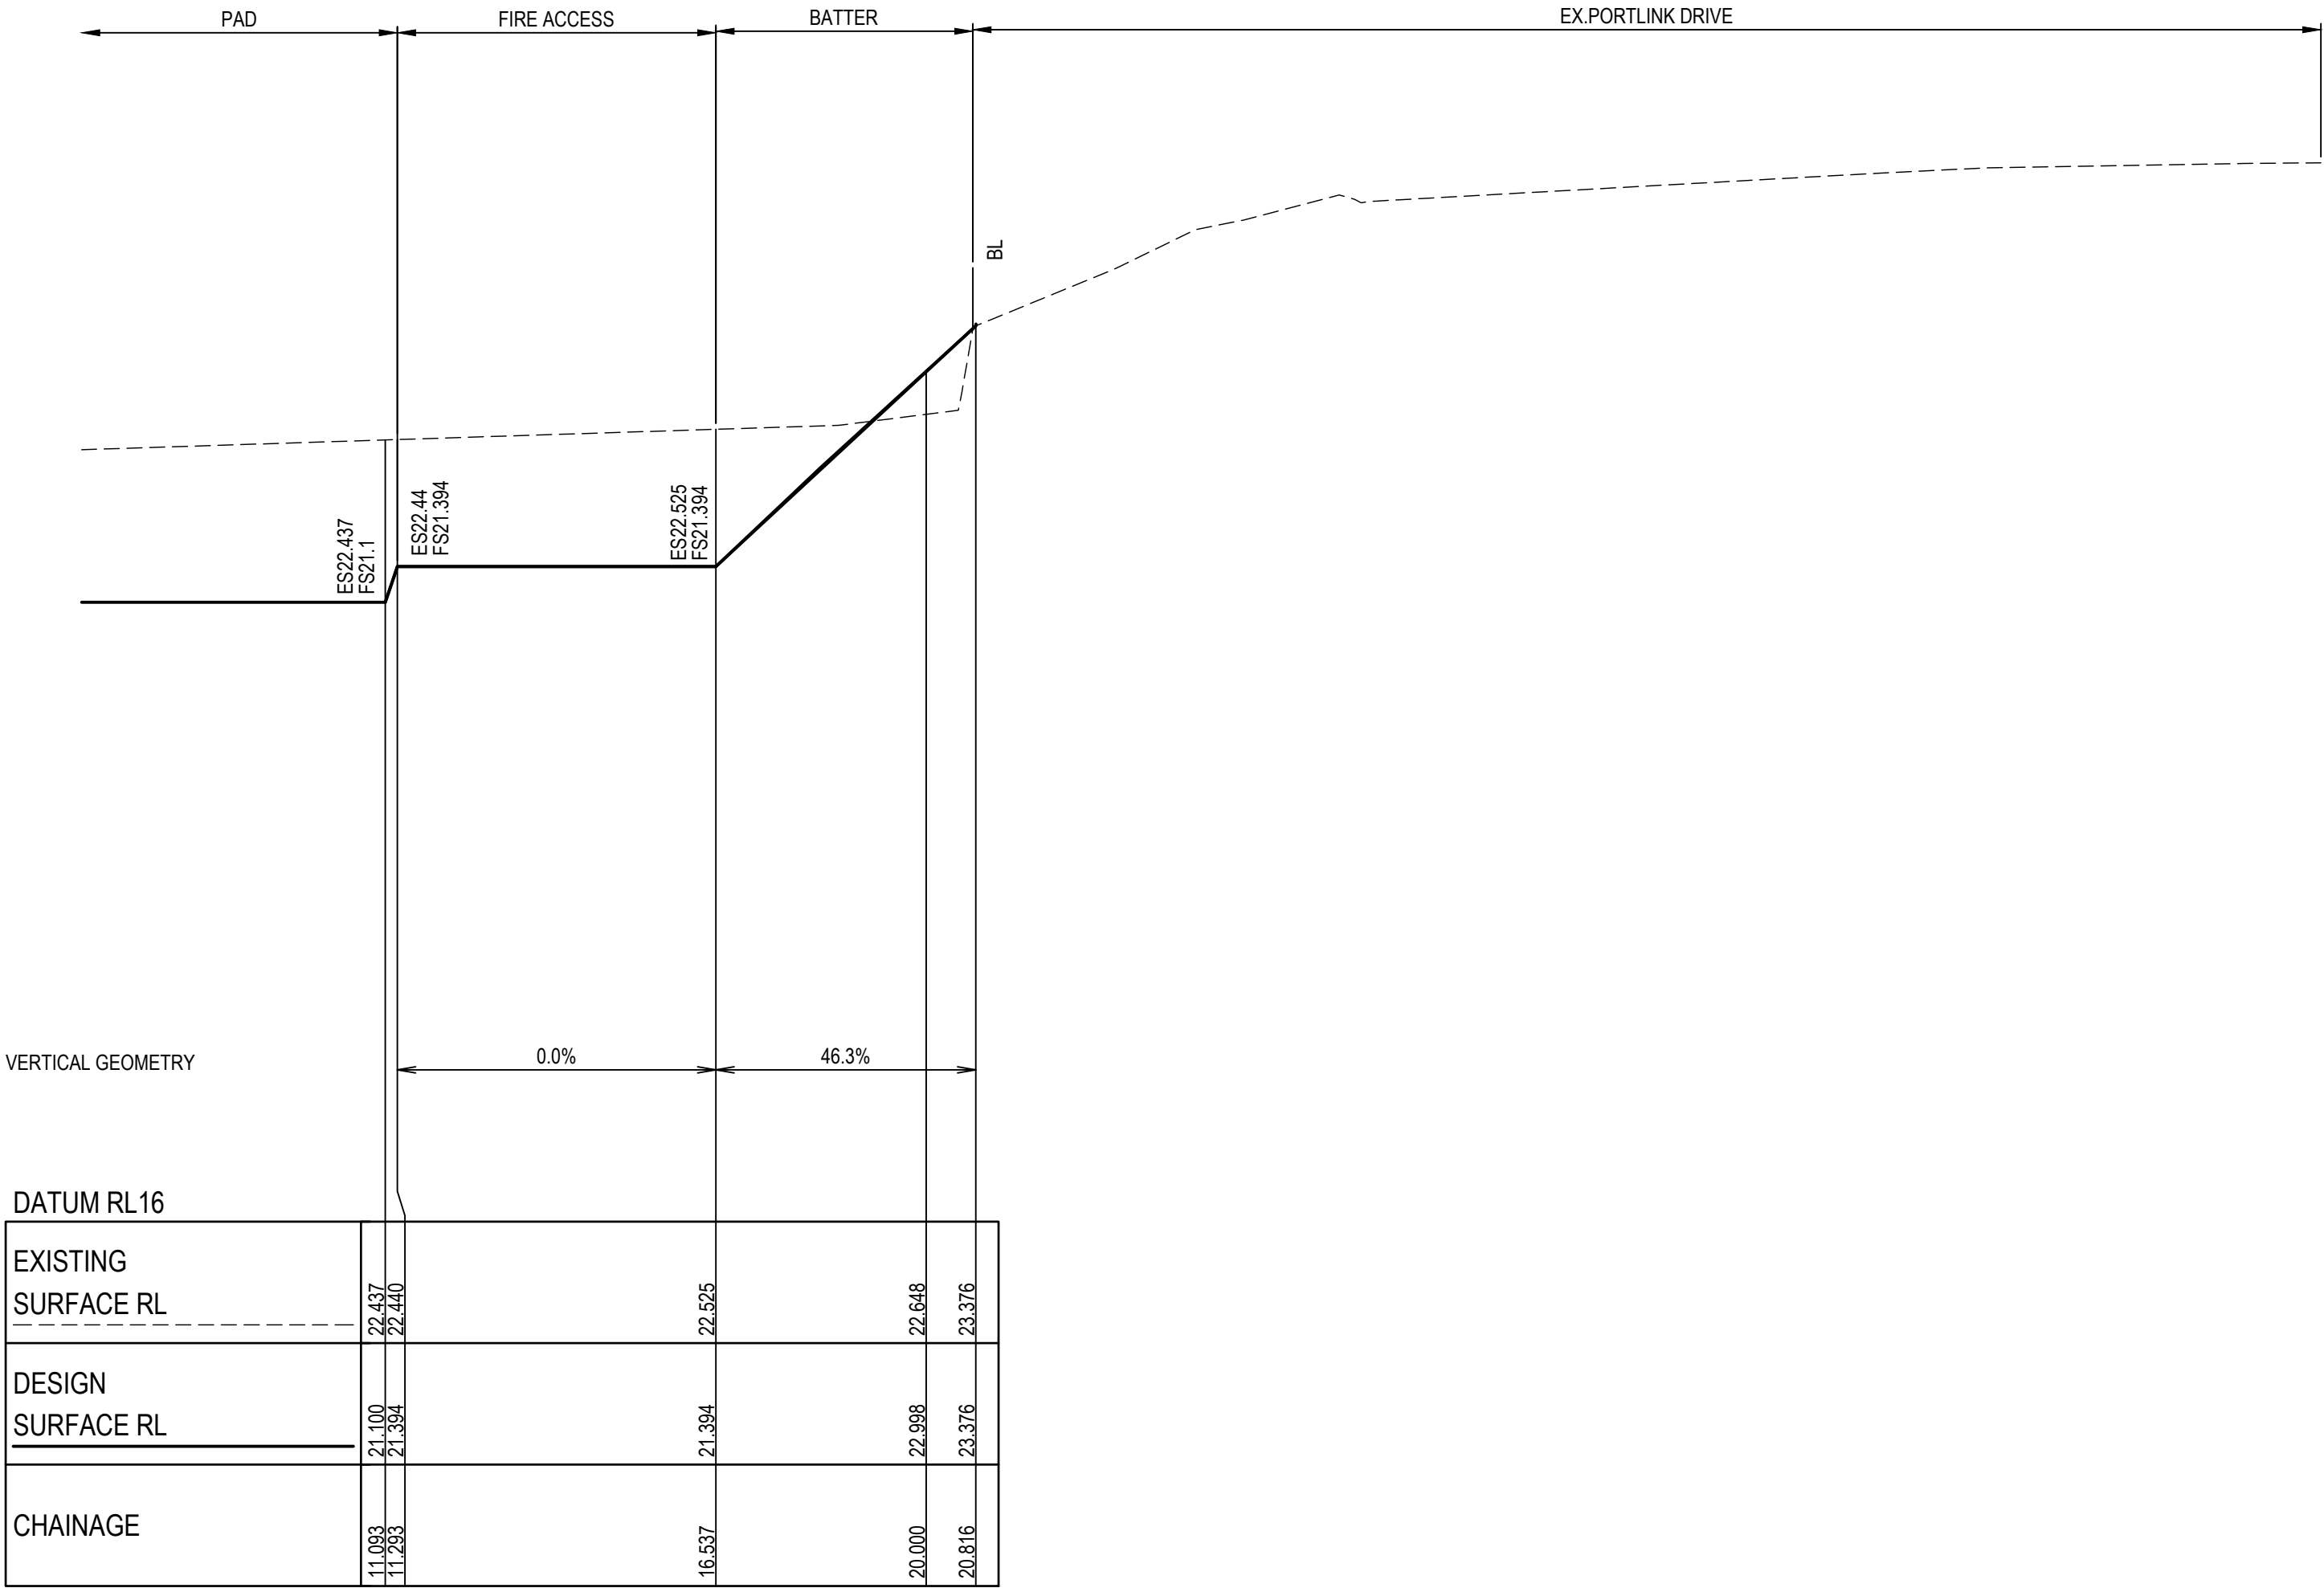 PAD
FIRE ACCESS
BATTER
EX.PORTLINK DRIVE
BL
ES22.437
FS21.1
ES22.44
FS21.394
ES22.525
FS21.394
VERTICAL GEOMETRY
0.0%
46.3%
DATUM RL16
EXISTING
SURFACE RL
22.437
22.440
22.525
22.648
23.376
DESIGN
SURFACE RL
21.100
21.394
21.394
22.998
23.376
CHAINAGE
11.093
11.293
16.537
20.000
20.816